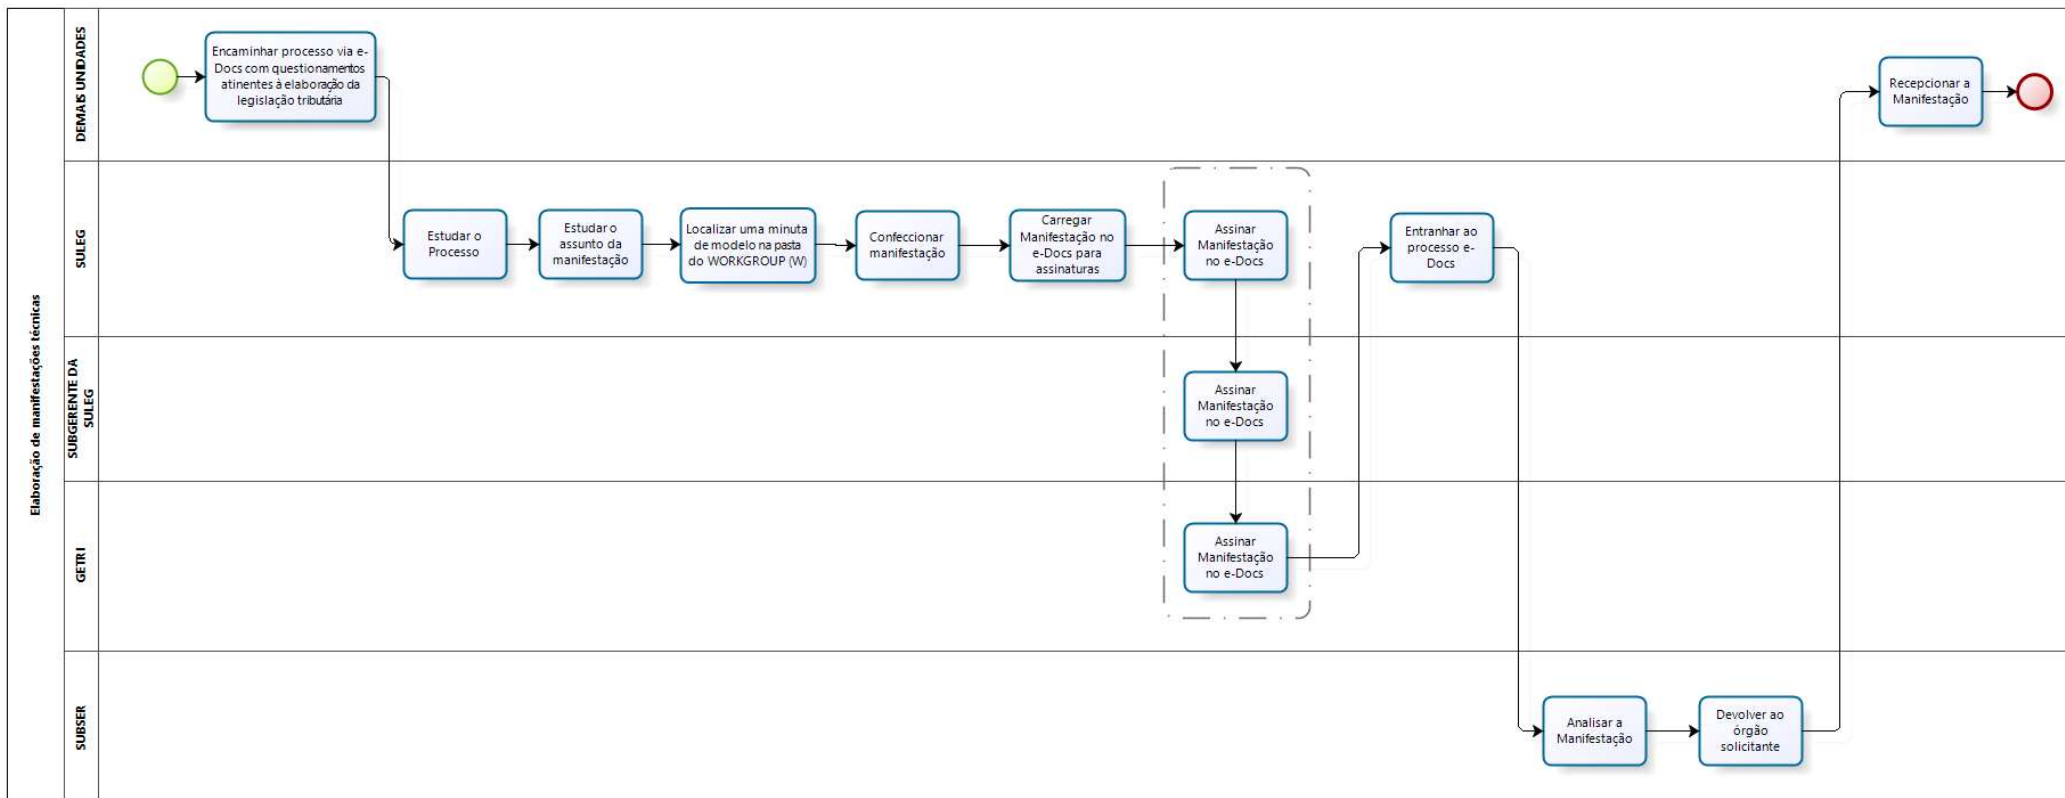 Elaboração de manifestações técnicas
DEMAIS UNIDADES
Encaminhar processo via e-
Docs com questionamentos
atinentes à elaboração da
legislação tributária
Recepcionar a
Manifestação
SULEG
Estudar o
Processo
Estudar o
assunto da
manifestação
Localizar uma minuta
de modelo na pasta
do WORKGROUP (W)
Confeccionar
manifestação
Carregar
Manifestação no
e-Docs para
assinaturas
Assinar
Manifestação
no e-Docs
Entranhar ao
processo e-
Docs
SUBGERENTE DA
SULEG
Assinar
Manifestação
no e-Docs
GETRI
Assinar
Manifestação
no e-Docs
SUBSER
Analisar a
Manifestação
Devolver ao
órgão
solicitante